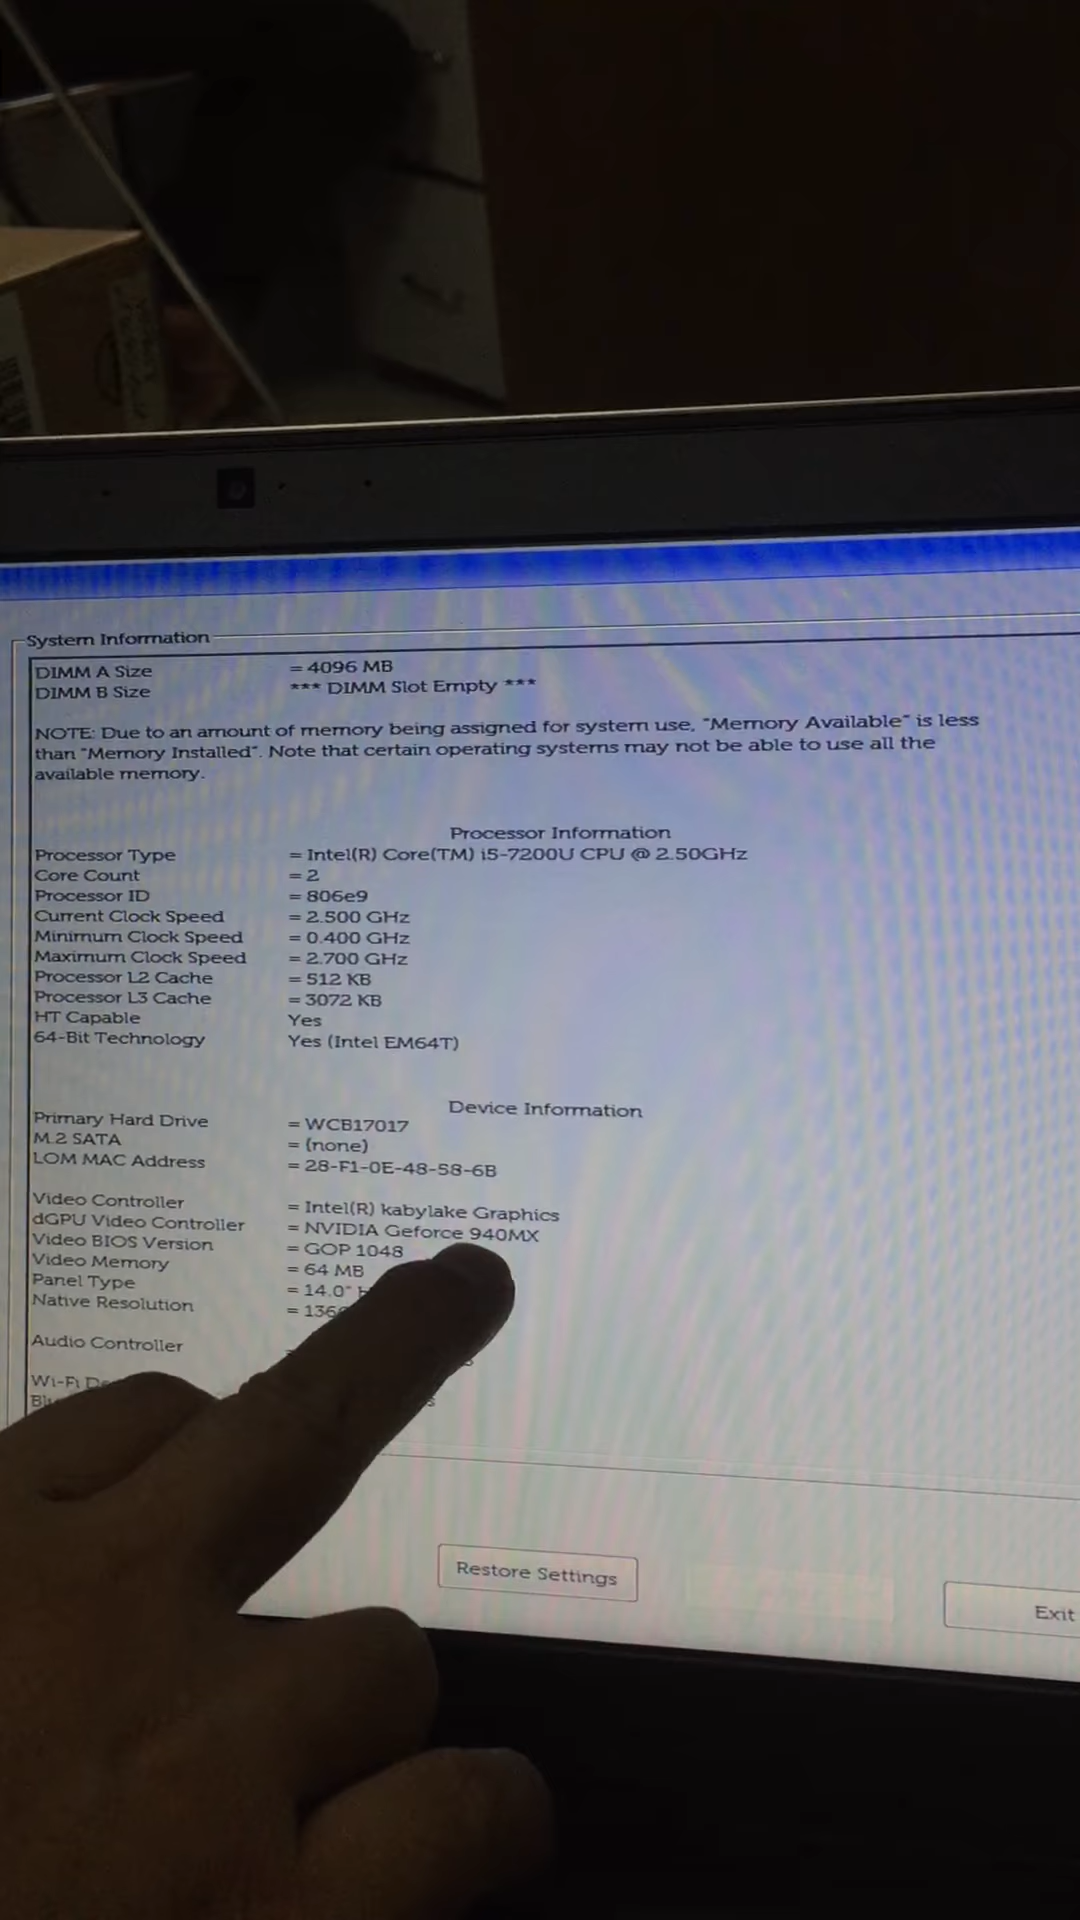 System Information
DIMM A Size = 4096 MB
DIMM B Size *** DIMM Slot Empty ***
NOTE: Due to an amount of memory being assigned for system use, "Memory Available" is less
than "Memory Installed". Note that certain operating systems may not be able to use all the
available memory.
Processor Information
Processor Type = Intel(R) Core(TM) i5-7200U CPU @ 2.50GHz
Core Count = 2
Processor ID = 806e9
Current Clock Speed = 2.500 GHz
Minimum Clock Speed = 0.400 GHz
Maximum Clock Speed = 2.700 GHz
Processor L2 Cache = 512 KB
Processor L3 Cache = 3072 KB
HT Capable Yes
64-Bit Technology Yes (Intel EM64T)
Device Information
Primary Hard Drive = WCB17017
M.2 SATA = (none)
LOM MAC Address = 28-F1-0E-48-58-6B
Video Controller = Intel(R) kabylake Graphics
dGPU Video Controller = NVIDIA Geforce 940MX
Video BIOS Version = GOP 1048
Video Memory = 64 MB
Panel Type = 14.0"
Native Resolution =
Audio Controller
Wi-Fi
Restore Settings
Exit